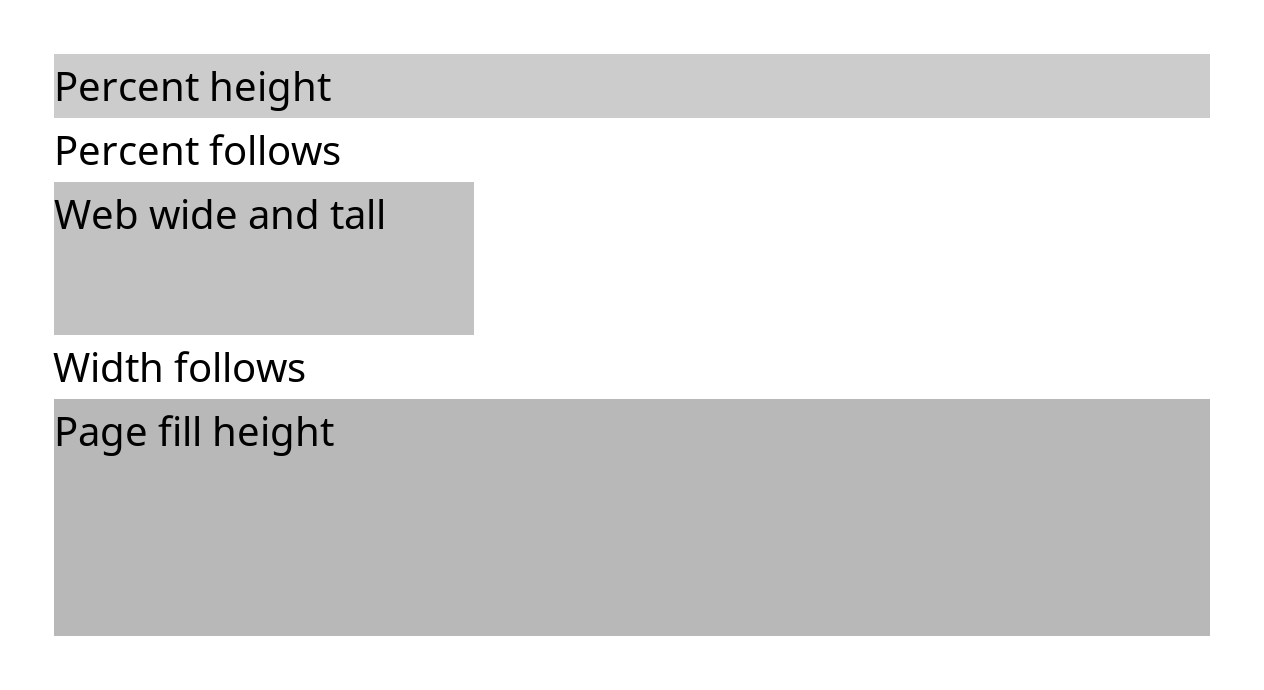 Percent height
Percent follows
Web wide and tall
Width follows
Page fill height